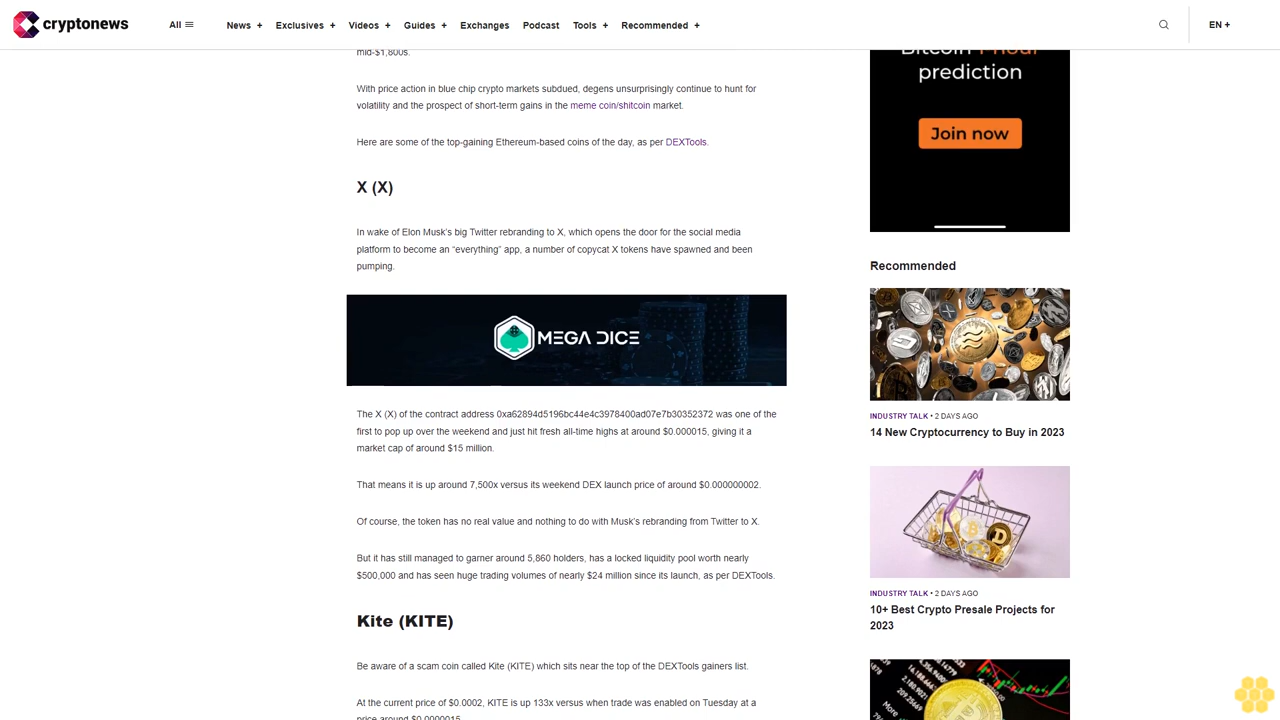 cryptonews
All
News +
Exclusives +
Videos +
Guides +
Exchanges
Podcast
Tools +
Recommended +
EN +
mid-$1,800s.
With price action in blue chip crypto markets subdued, degens unsurprisingly continue to hunt for
volatility and the prospect of short-term gains in the meme coin/shitcoin market.
Here are some of the top-gaining Ethereum-based coins of the day, as per DEXTools.
X (X)
In wake of Elon Musk's big Twitter rebranding to X, which opens the door for the social media
platform to become an “everything” app, a number of copycat X tokens have spawned and been
pumping.
MEGA DICE
The X (X) of the contract address 0xa62894d5196bc44e4c3978400ad07e7b30352372 was one of the
first to pop up over the weekend and just hit fresh all-time highs at around $0.000015, giving it a
market cap of around $15 million.
That means it is up around 7,500x versus its weekend DEX launch price of around $0.000000002.
Of course, the token has no real value and nothing to do with Musk's rebranding from Twitter to X.
But it has still managed to garner around 5,860 holders, has a locked liquidity pool worth nearly
$500,000 and has seen huge trading volumes of nearly $24 million since its launch, as per DEXTools.
Kite (KITE)
Be aware of a scam coin called Kite (KITE) which sits near the top of the DEXTools gainers list.
At the current price of $0.0002, KITE is up 133x versus when trade was enabled on Tuesday at a
price around $0.0000015.
Bitcoin 1 hour
prediction
Join now
Recommended
INDUSTRY TALK • 2 DAYS AGO
14 New Cryptocurrency to Buy in 2023
INDUSTRY TALK • 2 DAYS AGO
10+ Best Crypto Presale Projects for
2023